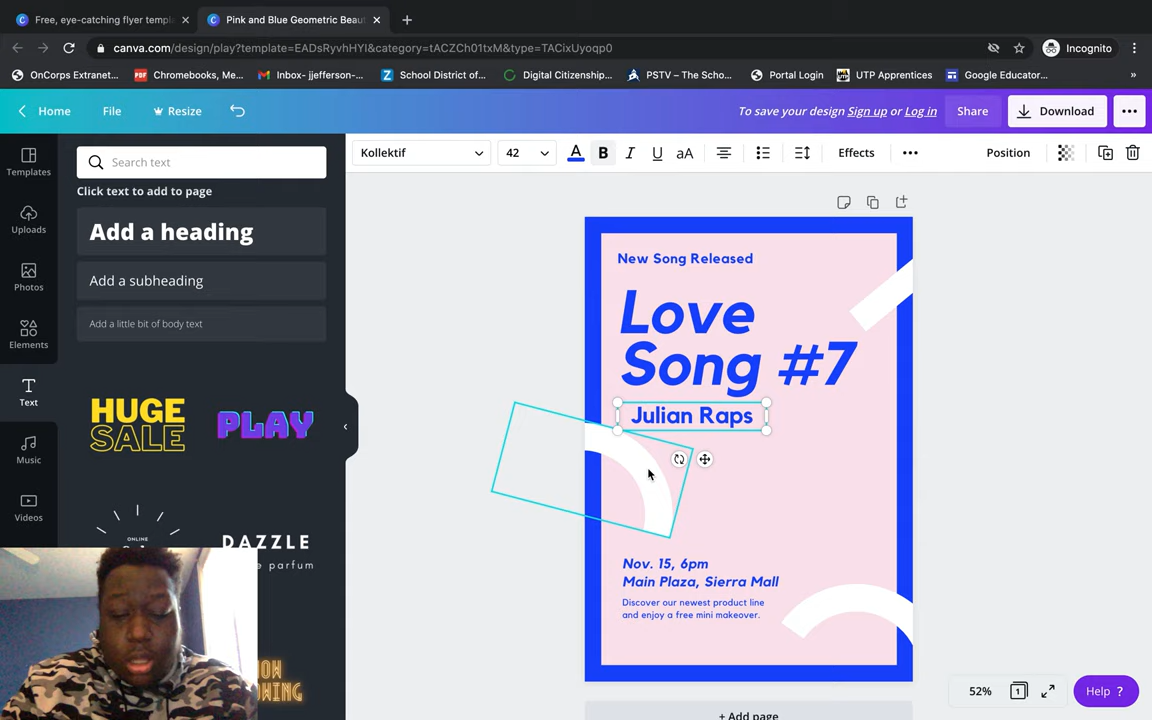 Free, eye-catching flyer templ
Pink and Blue Geometric Beau
canva.com/design/play?template=EADsRyvhHYI&category=tACZCh01txM&type=TACixUyoqp0
Incognito
OnCorps Extranet...
Chromebooks, Me...
Inbox- jjefferson-...
School District of...
Digital Citizenship...
PSTV – The Scho...
Portal Login
UTP Apprentices
Google Educator...
»
Home
File
Resize
To save your design Sign up or Log in
Share
Download
Templates
Uploads
Photos
Elements
Text
Music
Videos
Search text
Click text to add to page
Add a heading
Add a subheading
Add a little bit of body text
HUGE
SALE
PLAY
ONLINE
DAZZLE
parfum
Kollektif
42
A
B
I
U
aA
Effects
Position
New Song Released
Love
Song #7
Julian Raps
Nov. 15, 6pm
Main Plaza, Sierra Mall
Discover our newest product line
and enjoy a free mini makeover.
52%
1
Help ?
+ Add page